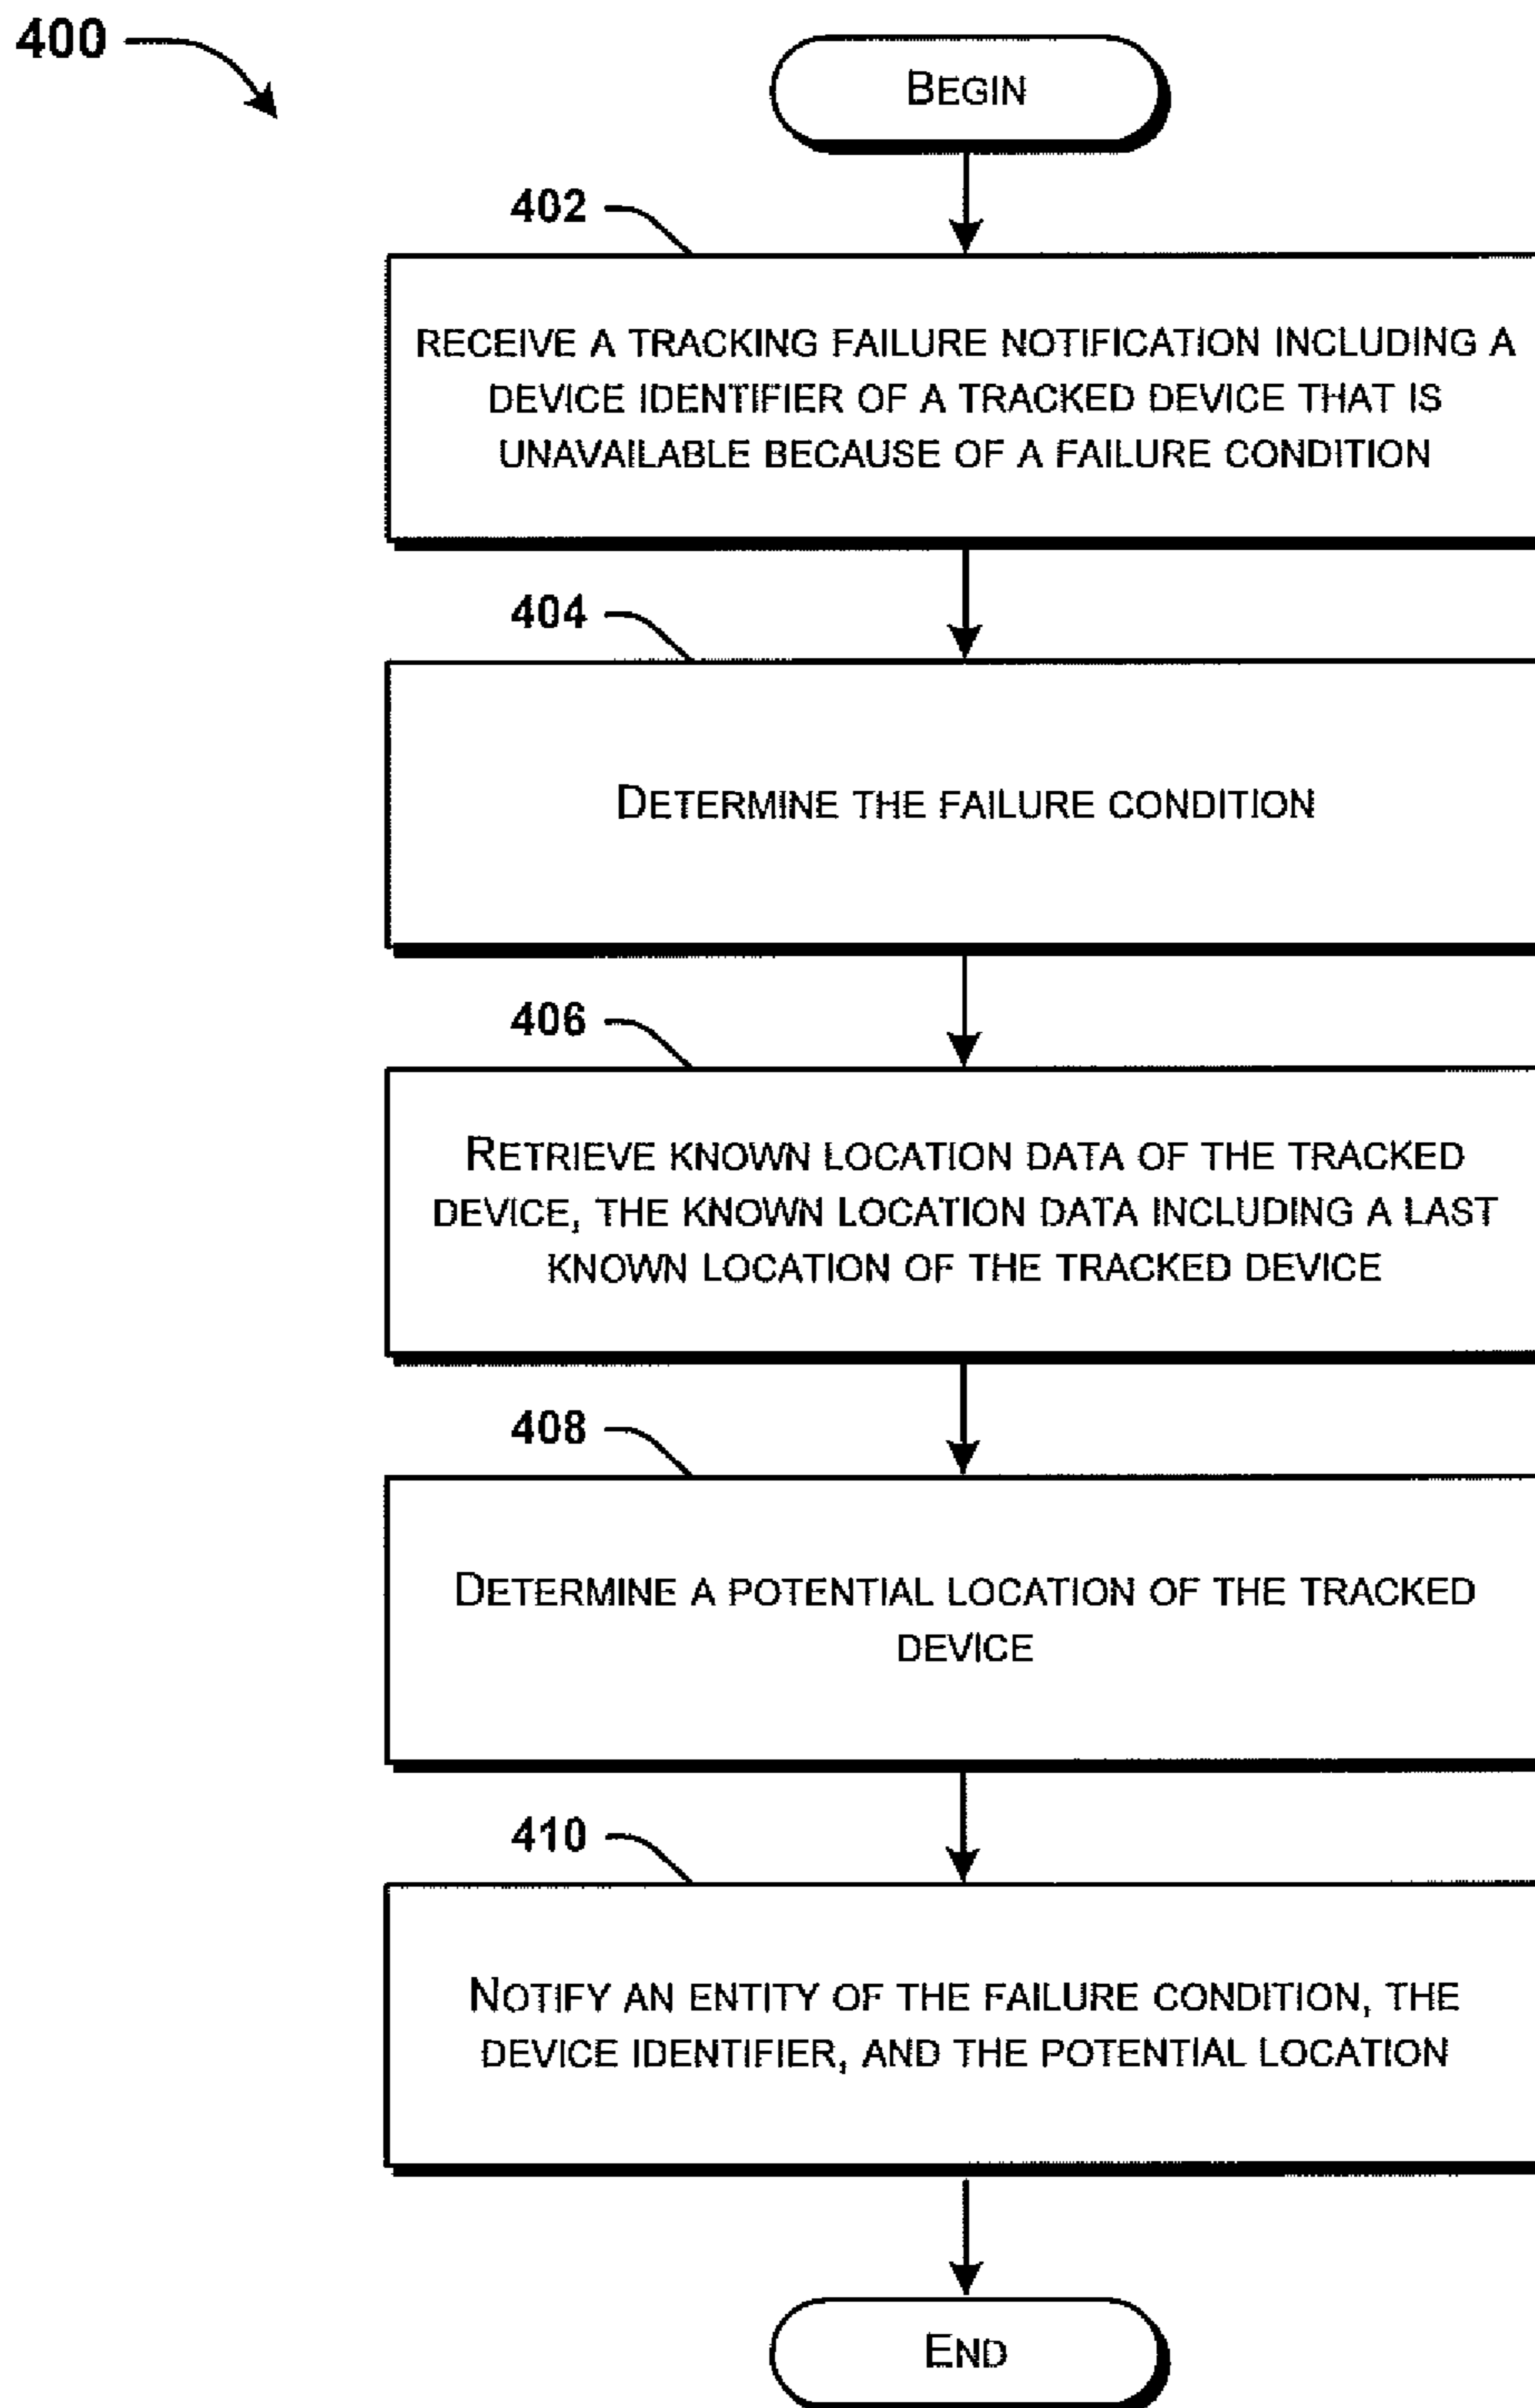 400
BEGIN
402
RECEIVE A TRACKING FAILURE NOTIFICATION INCLUDING A
DEVICE IDENTIFIER OF A TRACKED DEVICE THAT IS
UNAVAILABLE BECAUSE OF A FAILURE CONDITION
404
DETERMINE THE FAILURE CONDITION
406
RETRIEVE KNOWN LOCATION DATA OF THE TRACKED
DEVICE, THE KNOWN LOCATION DATA INCLUDING A LAST
KNOWN LOCATION OF THE TRACKED DEVICE
408
DETERMINE A POTENTIAL LOCATION OF THE TRACKED
DEVICE
410
NOTIFY AN ENTITY OF THE FAILURE CONDITION, THE
DEVICE IDENTIFIER, AND THE POTENTIAL LOCATION
END